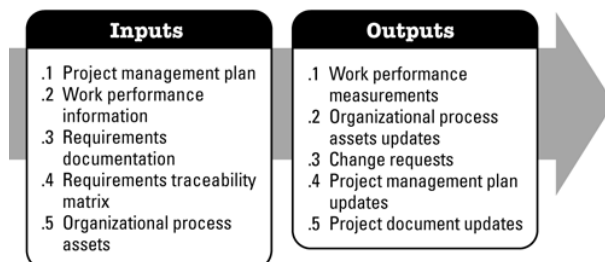 Inputs
.1 Project management plan
.2 Work performance
information
.3 Requirements
documentation
.4 Requirements traceability
matrix
.5 Organizational process
assets
Outputs
.1 Work performance
measurements
.2 Organizational process
assets updates
.3 Change requests
.4 Project management plan
updates
.5 Project document updates